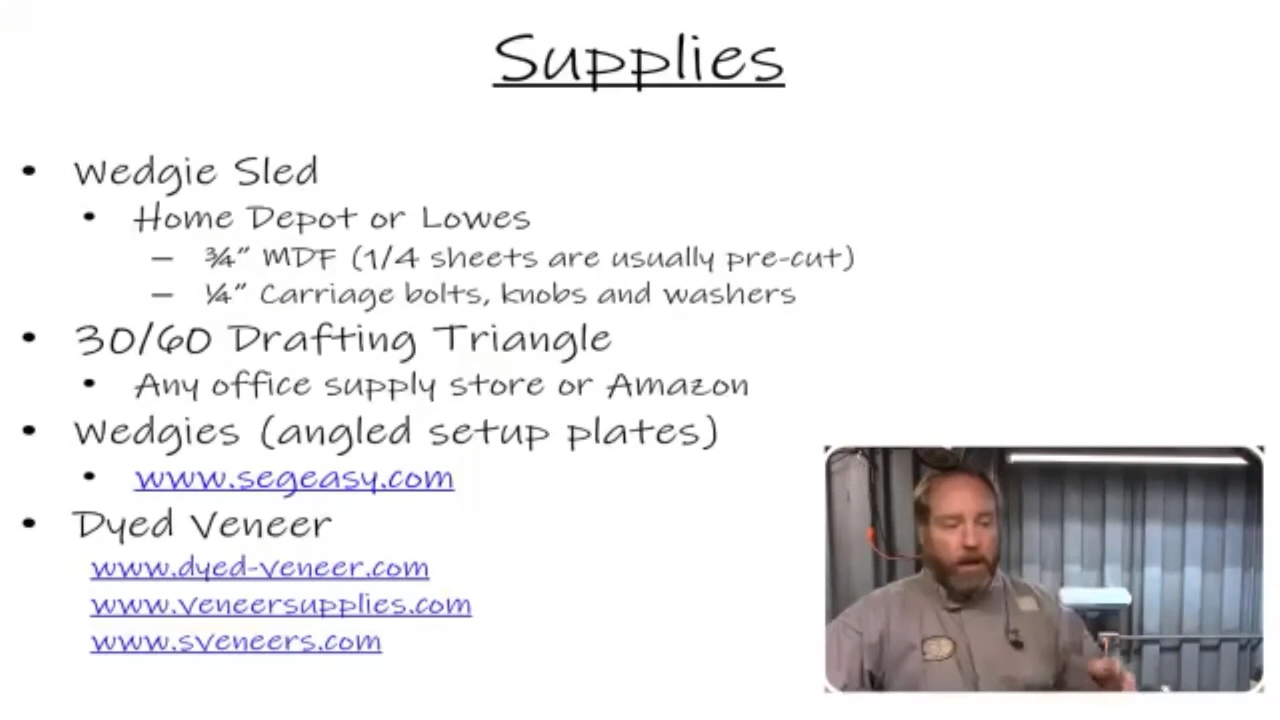 Supplies
• Wedgie Sled
• Home Depot or Lowes
– ¾" MDF (1/4 sheets are usually pre-cut)
– ¼" Carriage bolts, knobs and washers
• 30/60 Drafting Triangle
• Any office supply store or Amazon
• Wedgies (angled setup plates)
• www.segeasy.com
• Dyed Veneer
www.dyed-veneer.com
www.veneersupplies.com
www.sveneers.com